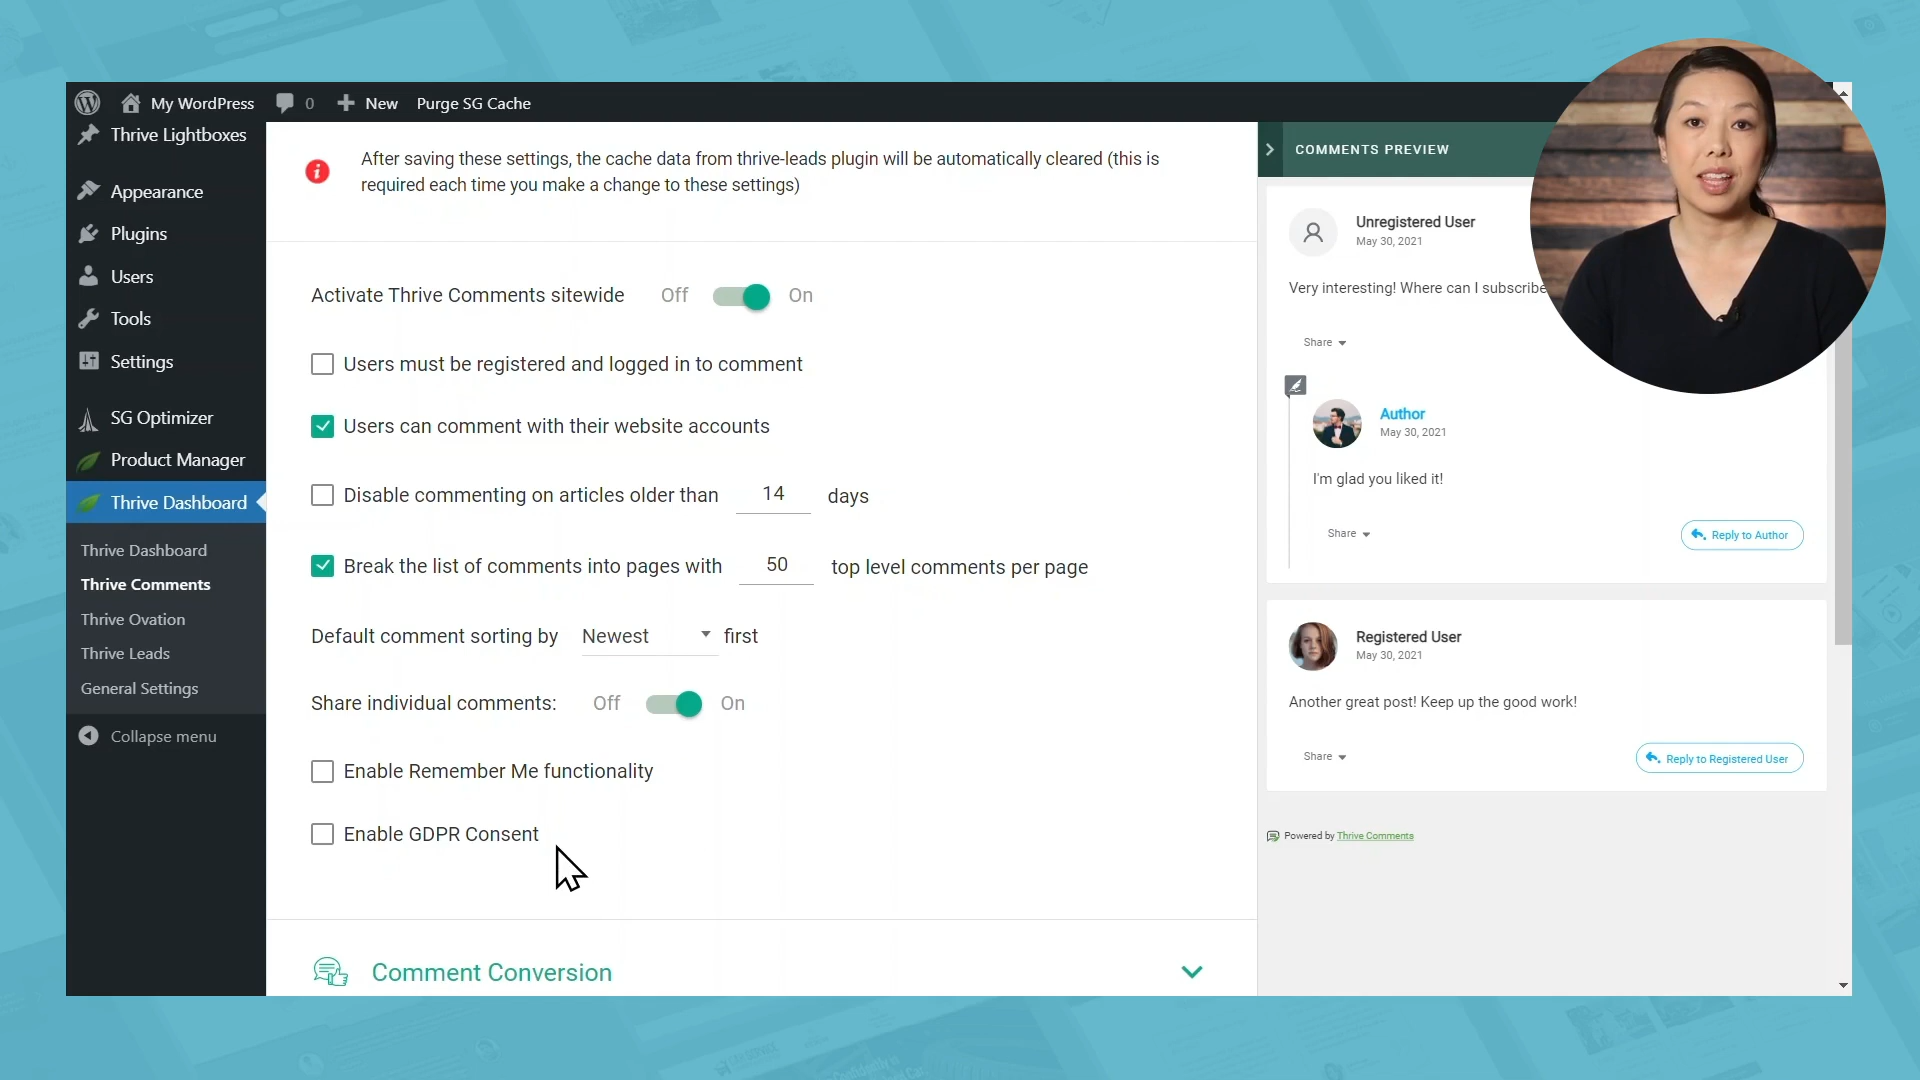 My WordPress
0
New
Purge SG Cache
Thrive Lightboxes
Appearance
Plugins
Users
Tools
Settings
SG Optimizer
Product Manager
Thrive Dashboard
Thrive Dashboard
Thrive Comments
Thrive Ovation
Thrive Leads
General Settings
Collapse menu
After saving these settings, the cache data from thrive-leads plugin will be automatically cleared (this is
required each time you make a change to these settings)
Activate Thrive Comments sitewide Off On
Users must be registered and logged in to comment
Users can comment with their website accounts
Disable commenting on articles older than 14 days
Break the list of comments into pages with 50 top level comments per page
Default comment sorting by Newest first
Share individual comments: Off On
Enable Remember Me functionality
Enable GDPR Consent
Comment Conversion
COMMENTS PREVIEW
Unregistered User
May 30, 2021
Very interesting! Where can I subscribe
Share
Author
May 30, 2021
I'm glad you liked it!
Share
Reply to Author
Registered User
May 30, 2021
Another great post! Keep up the good work!
Share
Reply to Registered User
Powered by Thrive Comments